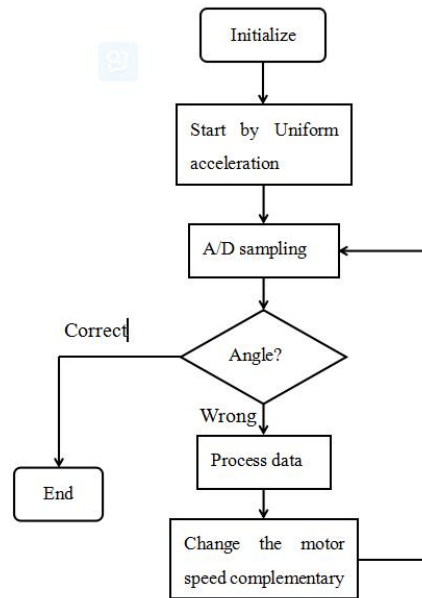 Initialize
Start by Uniform
acceleration
A/D sampling
Angle?
Correct
Wrong
Process data
End
Change the motor
speed complementary